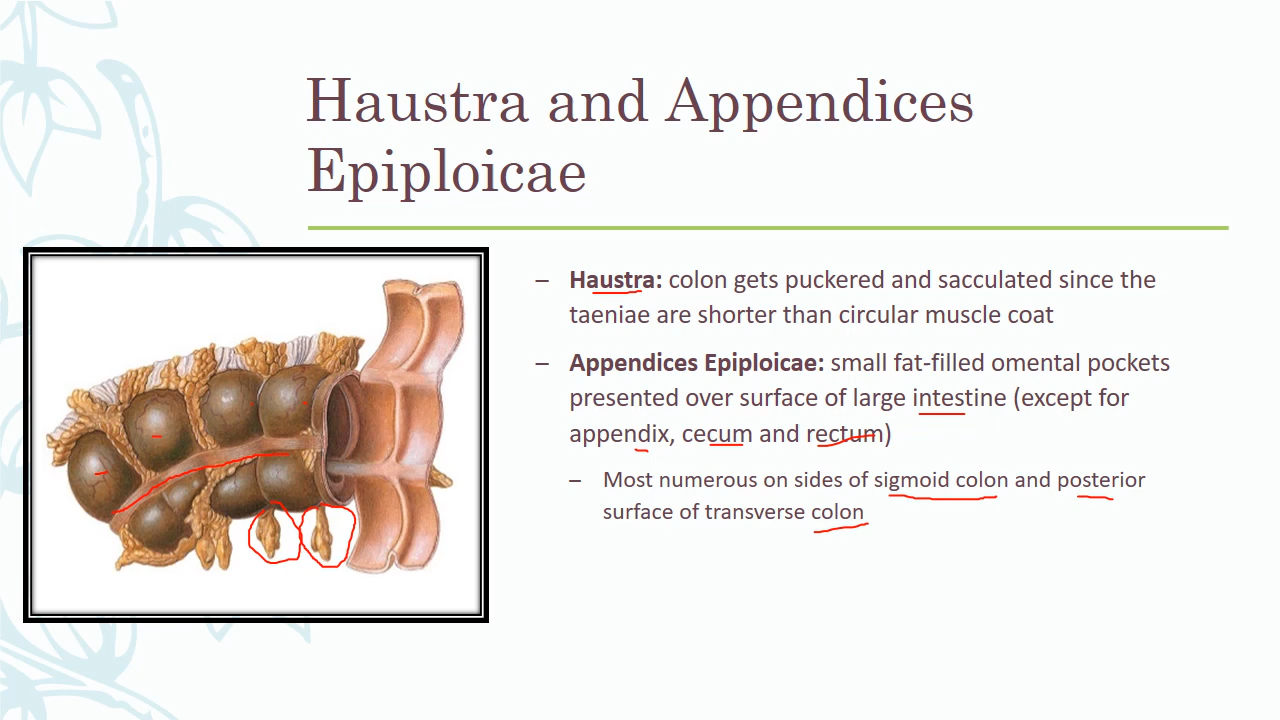 Haustra and Appendices
Epiploicae
– Haustra: colon gets puckered and sacculated since the
taeniae are shorter than circular muscle coat
– Appendices Epiploicae: small fat-filled omental pockets
presented over surface of large intestine (except for
appendix, cecum and rectum)
– Most numerous on sides of sigmoid colon and posterior
surface of transverse colon